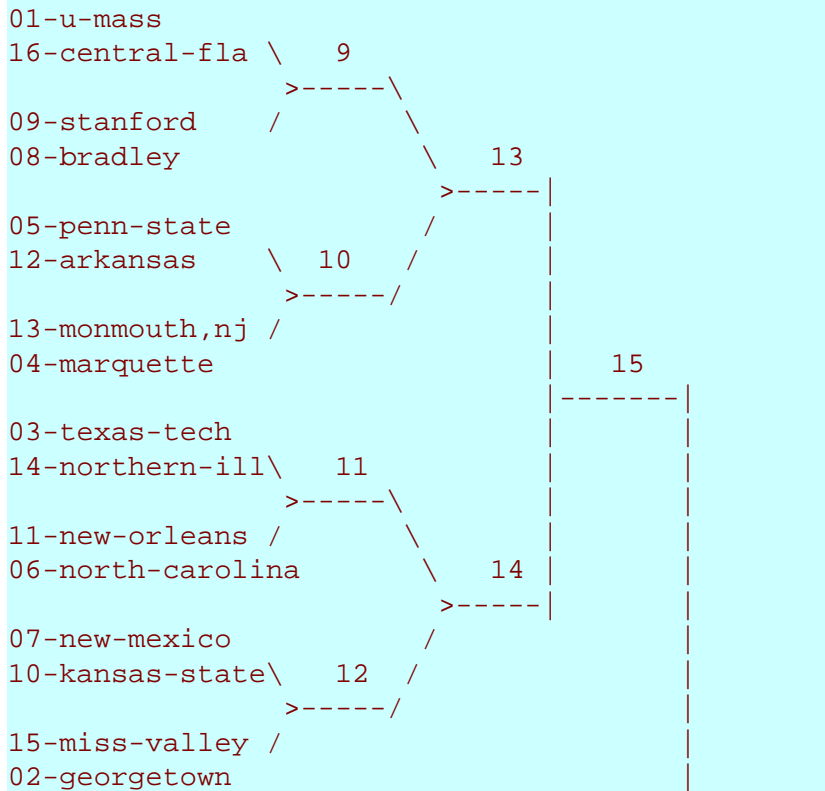 01-u-mass
16-central-fla \   9
                >-----\
09-stanford    /       \
08-bradley              \   13
                         >-----|
05-penn-state           /      |
12-arkansas    \  10   /       |
                >-----/        |
13-monmouth,nj /               |
04-marquette                   |   15
                               |-------|
03-texas-tech                  |       |
14-northern-ill\   11          |       |
                >-----\        |       |
11-new-orleans /       \       |       |
06-north-carolina       \   14 |       |
                         >-----|       |
07-new-mexico           /              |
10-kansas-state\   12  /               |
                >-----/                |
15-miss-valley /                       |
02-georgetown                          |